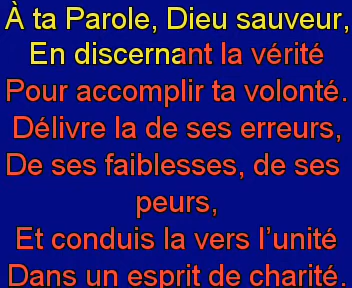 À ta Parole, Dieu sauveur,
En discernant la vérité
Pour accomplir ta volonté.
Délivre la de ses erreurs,
De ses faiblesses, de ses
peurs,
Et conduis la vers l’unité
Dans un esprit de charité.